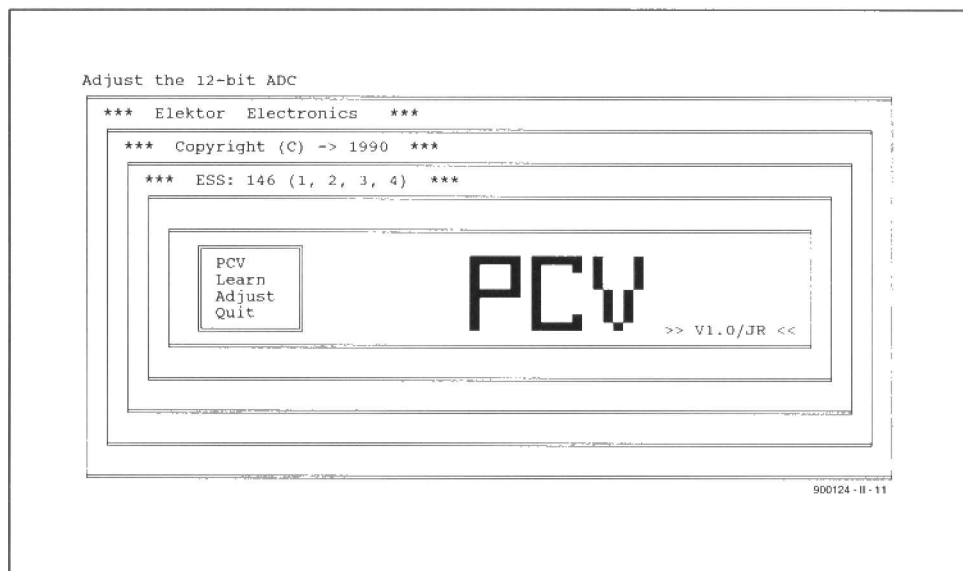 Adjust the 12-bit ADC
*** Elektor Electronics ***
*** Copyright (C) -> 1990 ***
*** ESS: 146 (1, 2, 3, 4) ***
PCV
Learn
Adjust
Quit
PCV
>> V1.0/JR <<
900124 - II - 11